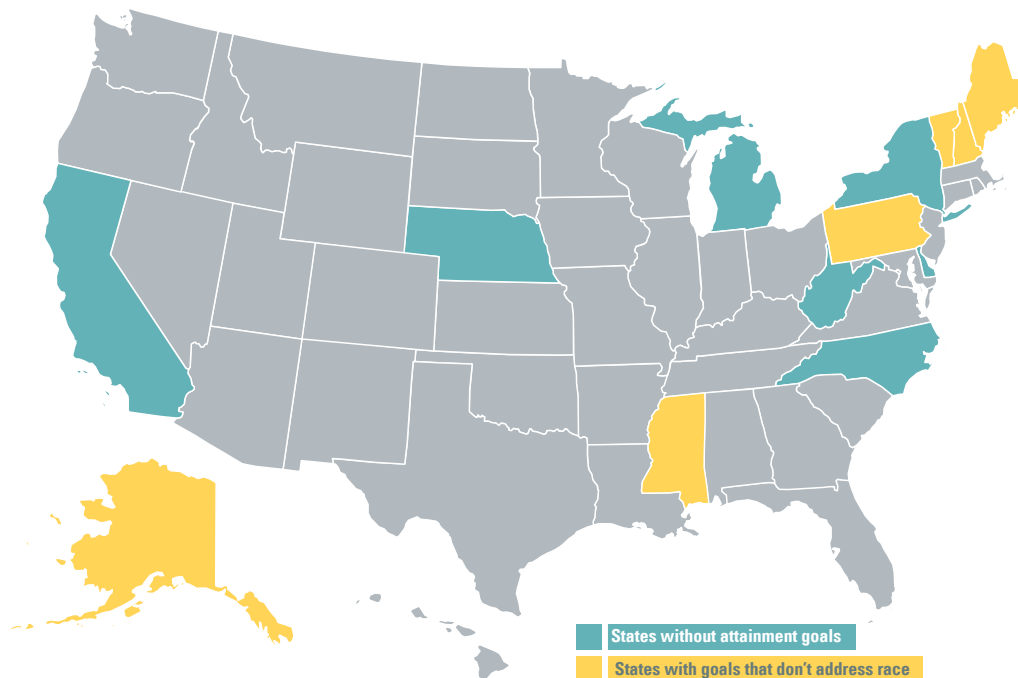 States without attainment goals
States with goals that don't address race